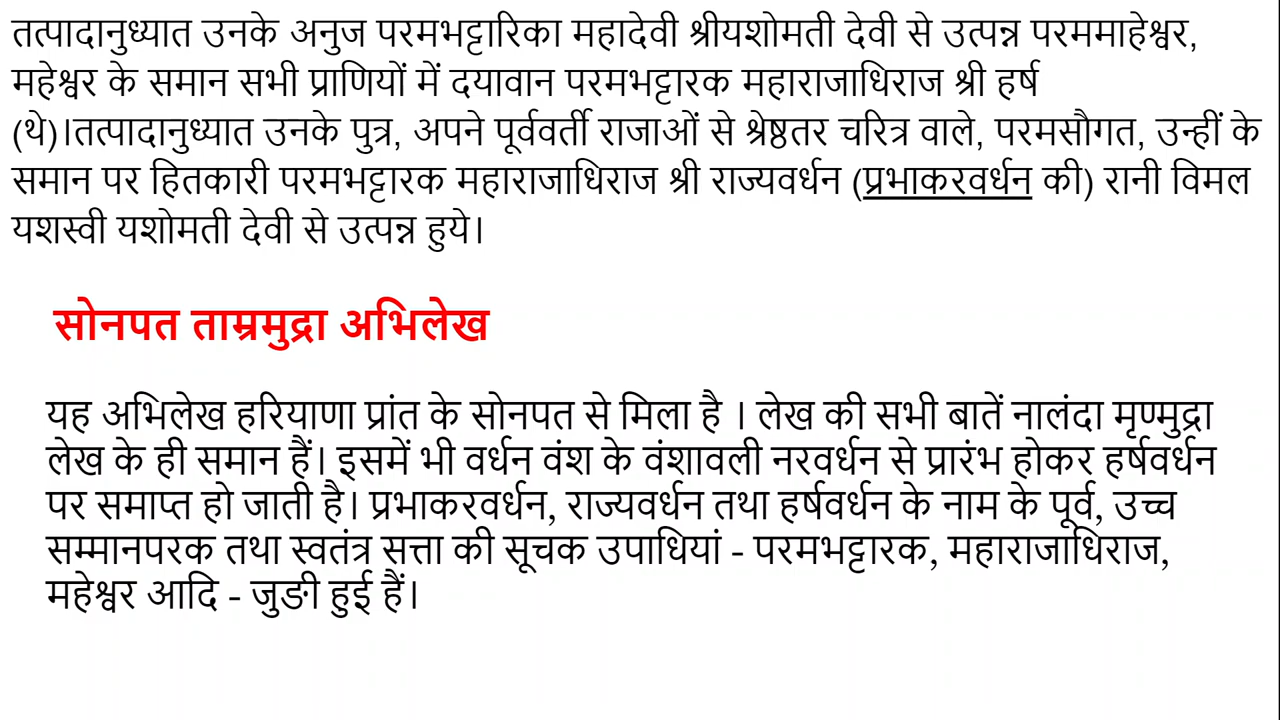 तत्पादानुध्यात उनके अनुज परमभट्टारिका महादेवी श्रीयशोमती देवी से उत्पन्न परममाहेश्वर,
महेश्वर के समान सभी प्राणियों में दयावान परमभट्टारक महाराजाधिराज श्री हर्ष
(थे)।तत्पादानुध्यात उनके पुत्र, अपने पूर्ववर्ती राजाओं से श्रेष्ठतर चरित्र वाले, परमसौगत, उन्हीं के
समान पर हितकारी परमभट्टारक महाराजाधिराज श्री राज्यवर्धन (प्रभाकरवर्धन की) रानी विमल
यशस्वी यशोमती देवी से उत्पन्न हुये।
सोनपत ताम्रमुद्रा अभिलेख
यह अभिलेख हरियाणा प्रांत के सोनपत से मिला है । लेख की सभी बातें नालंदा मृण्मुद्रा
लेख के ही समान हैं। इसमें भी वर्धन वंश के वंशावली नरवर्धन से प्रारंभ होकर हर्षवर्धन
पर समाप्त हो जाती है। प्रभाकरवर्धन, राज्यवर्धन तथा हर्षवर्धन के नाम के पूर्व, उच्च
सम्मानपरक तथा स्वतंत्र सत्ता की सूचक उपाधियां - परमभट्टारक, महाराजाधिराज,
महेश्वर आदि - जुङी हुई हैं।